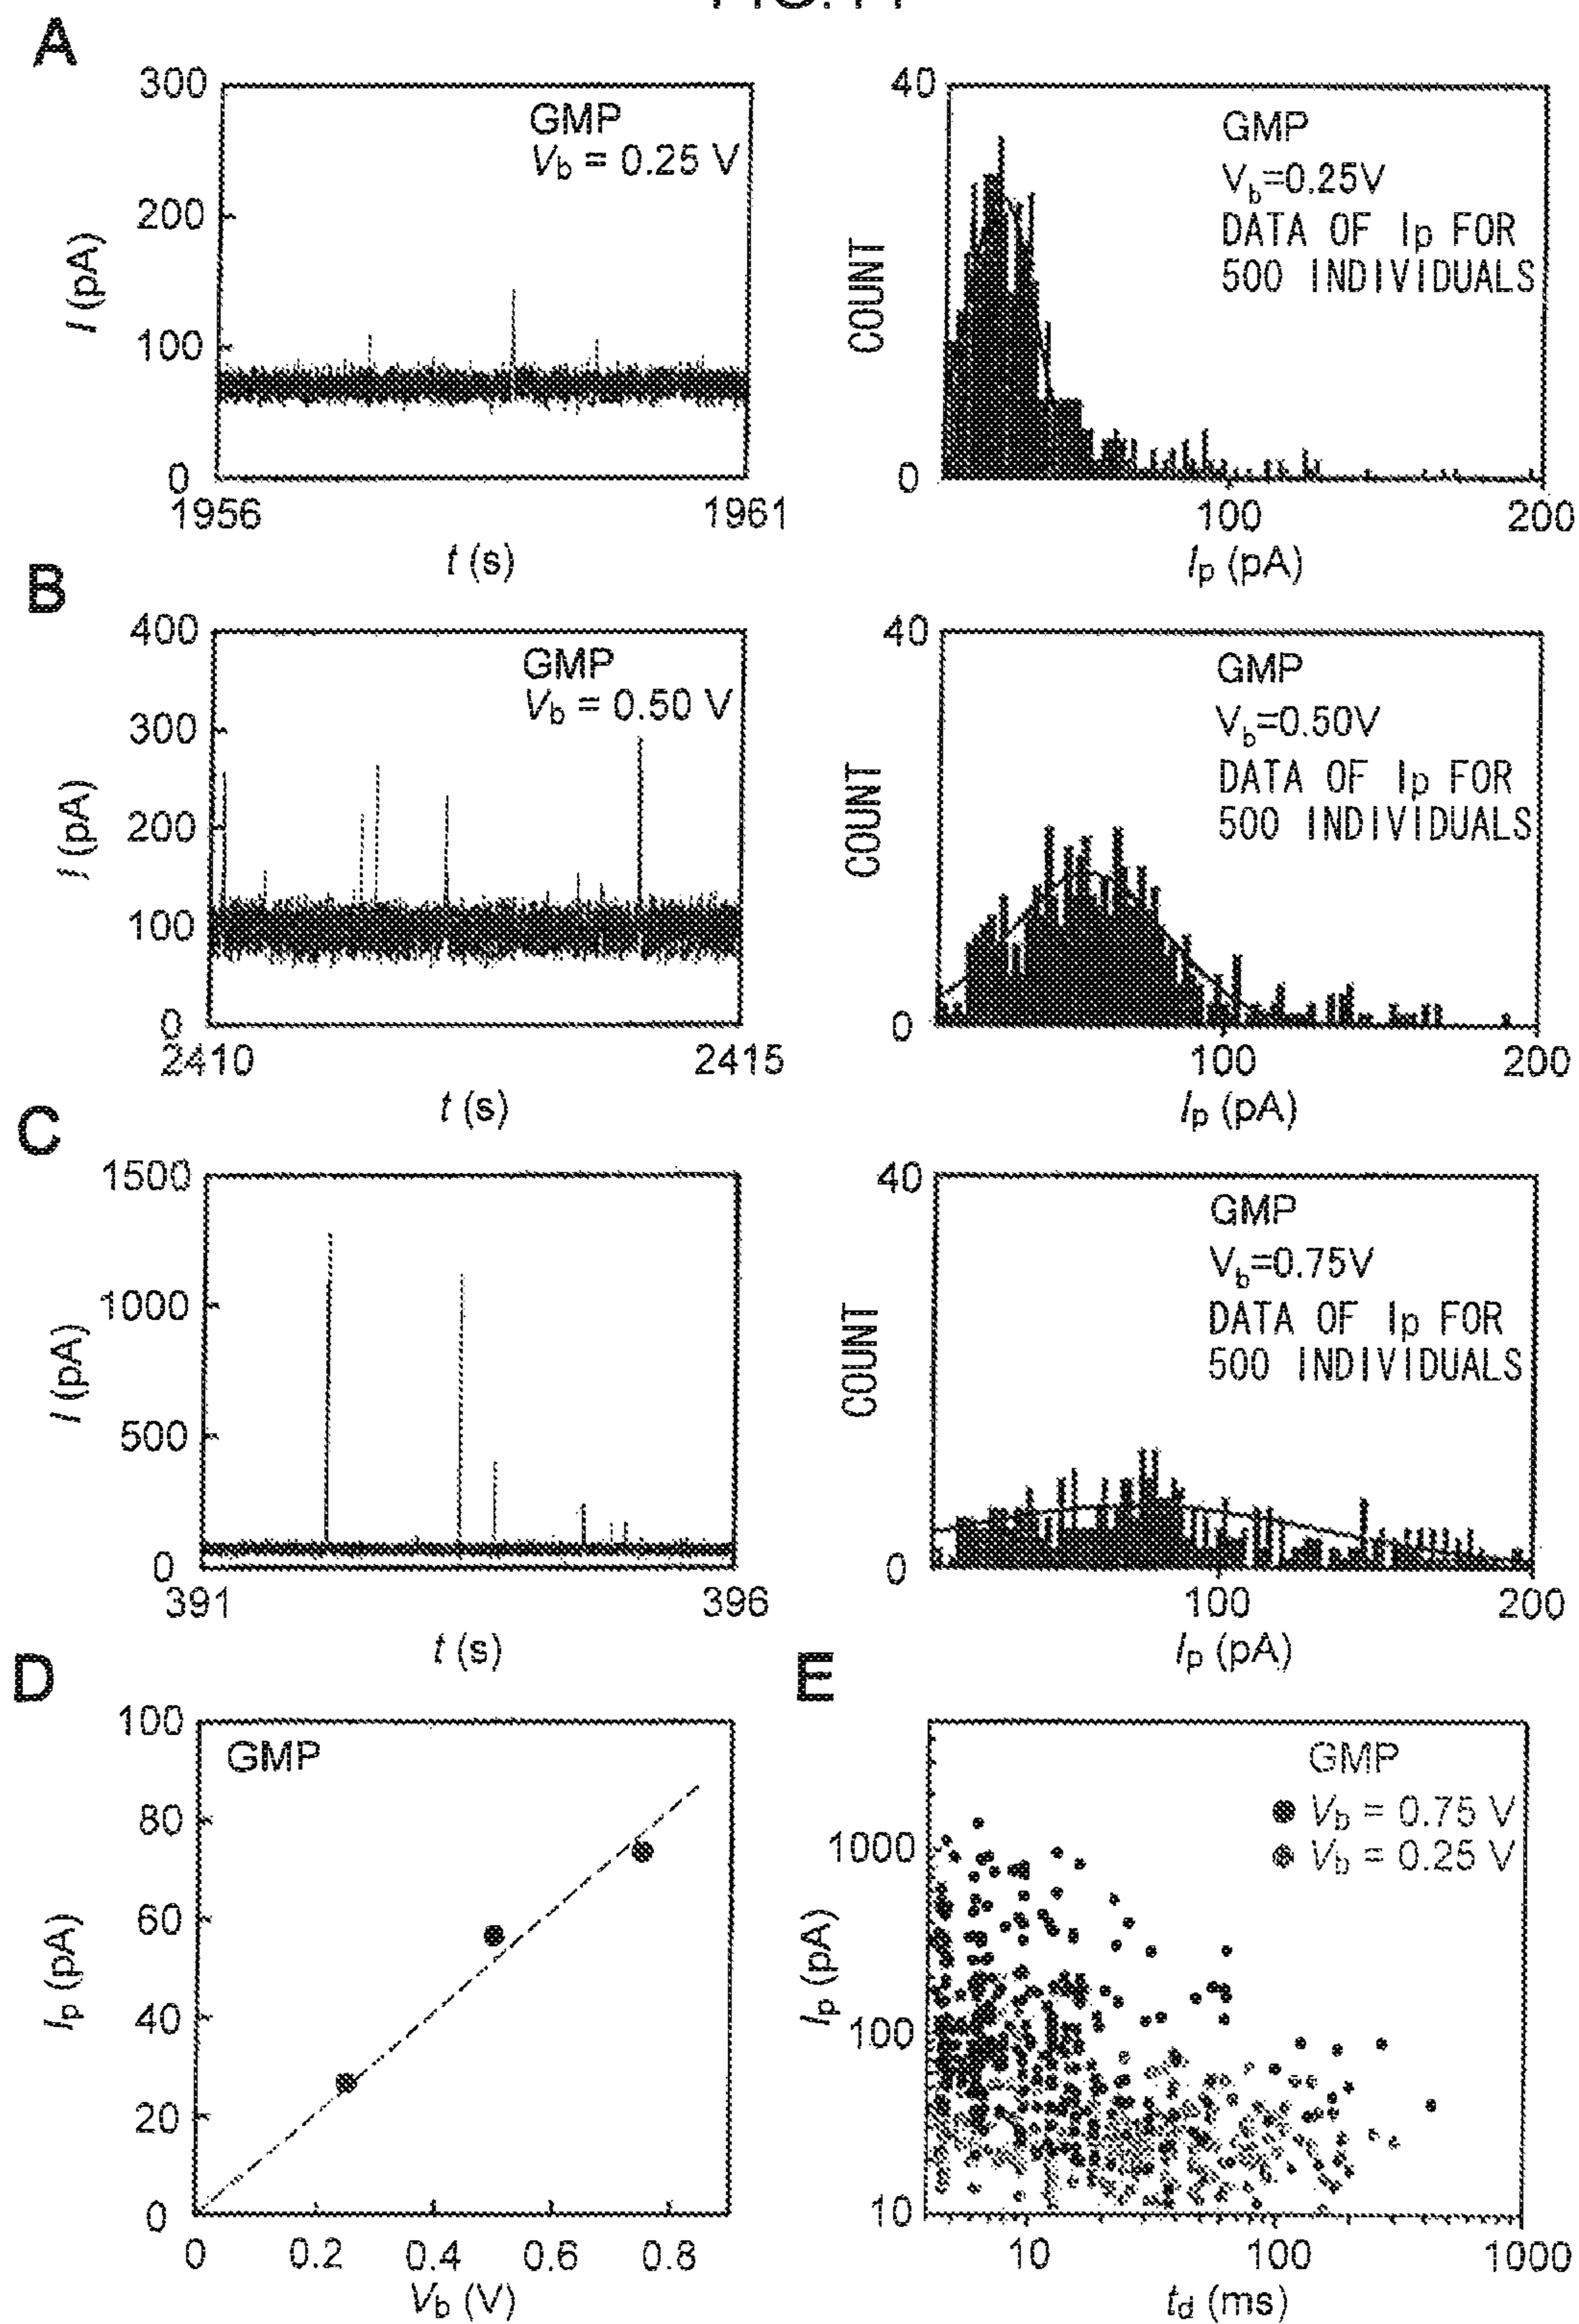 A
300
200
100
0
I (pA)
GMP
Vb = 0.25 V
1956
1961
t (s)
40
0
COUNT
GMP
Vb=0.25V
DATA OF Ip FOR
500 INDIVIDUALS
100
200
Ip (pA)
B
400
300
200
100
0
I (pA)
GMP
Vb = 0.50 V
2410
2415
t (s)
40
0
COUNT
GMP
Vb=0.50V
DATA OF Ip FOR
500 INDIVIDUALS
100
200
Ip (pA)
C
1500
1000
500
0
I (pA)
391
396
t (s)
40
0
COUNT
GMP
Vb=0.75V
DATA OF Ip FOR
500 INDIVIDUALS
100
200
Ip (pA)
D
100
80
60
40
20
0
Ip (pA)
GMP
0
0.2
0.4
0.6
0.8
Vb (V)
E
1000
100
10
Ip (pA)
GMP
Vb = 0.75 V
Vb = 0.25 V
10
100
1000
td (ms)